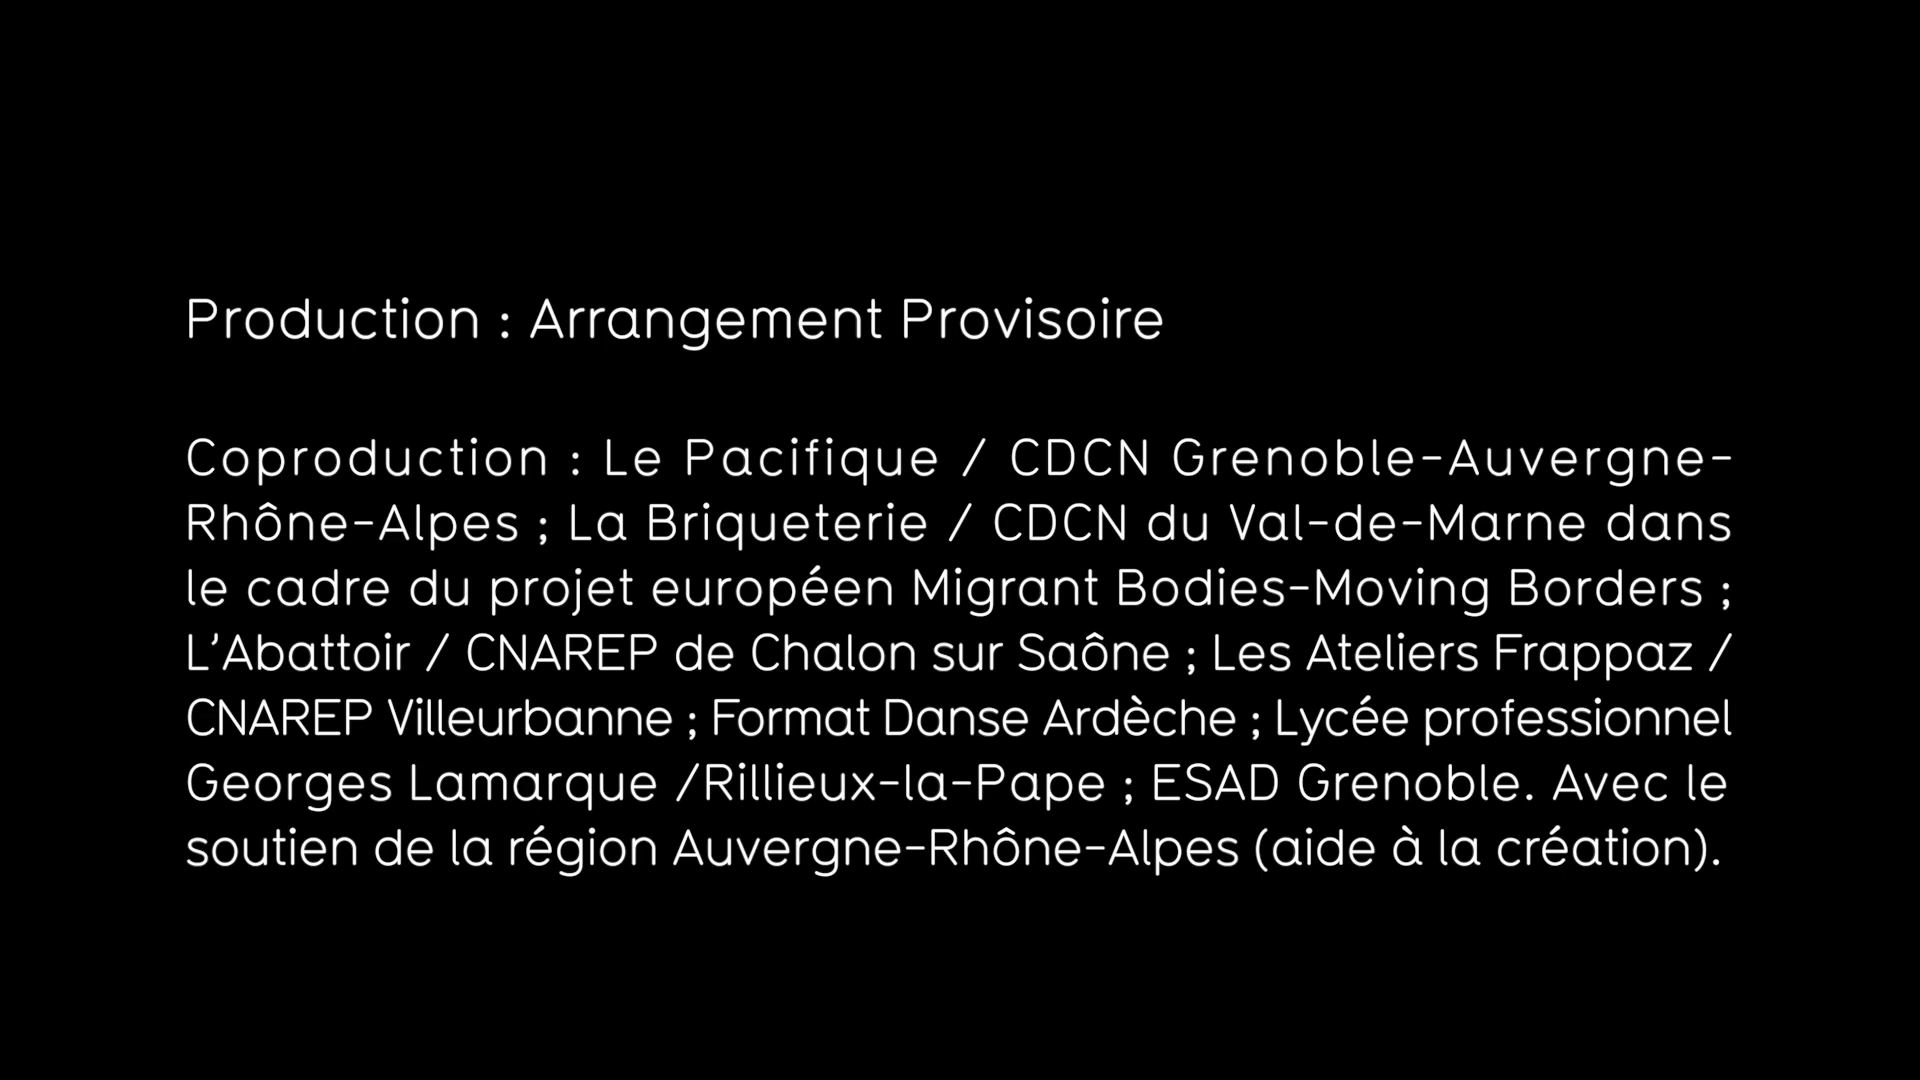 Production : Arrangement Provisoire
Coproduction : Le Pacifique / CDCN Grenoble-Auvergne-
Rhône-Alpes ; La Briqueterie / CDCN du Val-de-Marne dans
le cadre du projet européen Migrant Bodies-Moving Borders ;
L’Abattoir / CNAREP de Chalon sur Saône ; Les Ateliers Frappaz /
CNAREP Villeurbanne ; Format Danse Ardèche ; Lycée professionnel
Georges Lamarque /Rillieux-la-Pape ; ESAD Grenoble. Avec le
soutien de la région Auvergne-Rhône-Alpes (aide à la création).